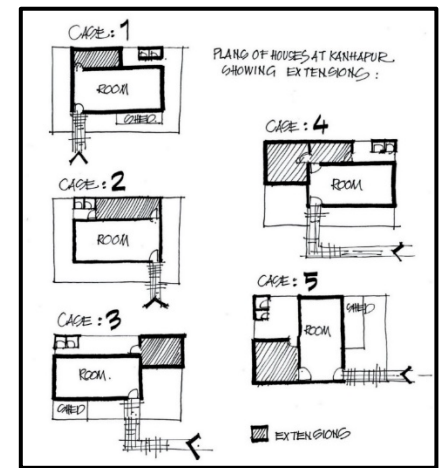 CASE: 1
PLANS OF HOUSES AT KANHAPUR
SHOWING EXTENSIONS:
ROOM
SHED
CASE: 2
ROOM
CASE: 3
ROOM.
SHED
CASE: 4
ROOM
CASE: 5
ROOM
SHED
EXTENSIONS